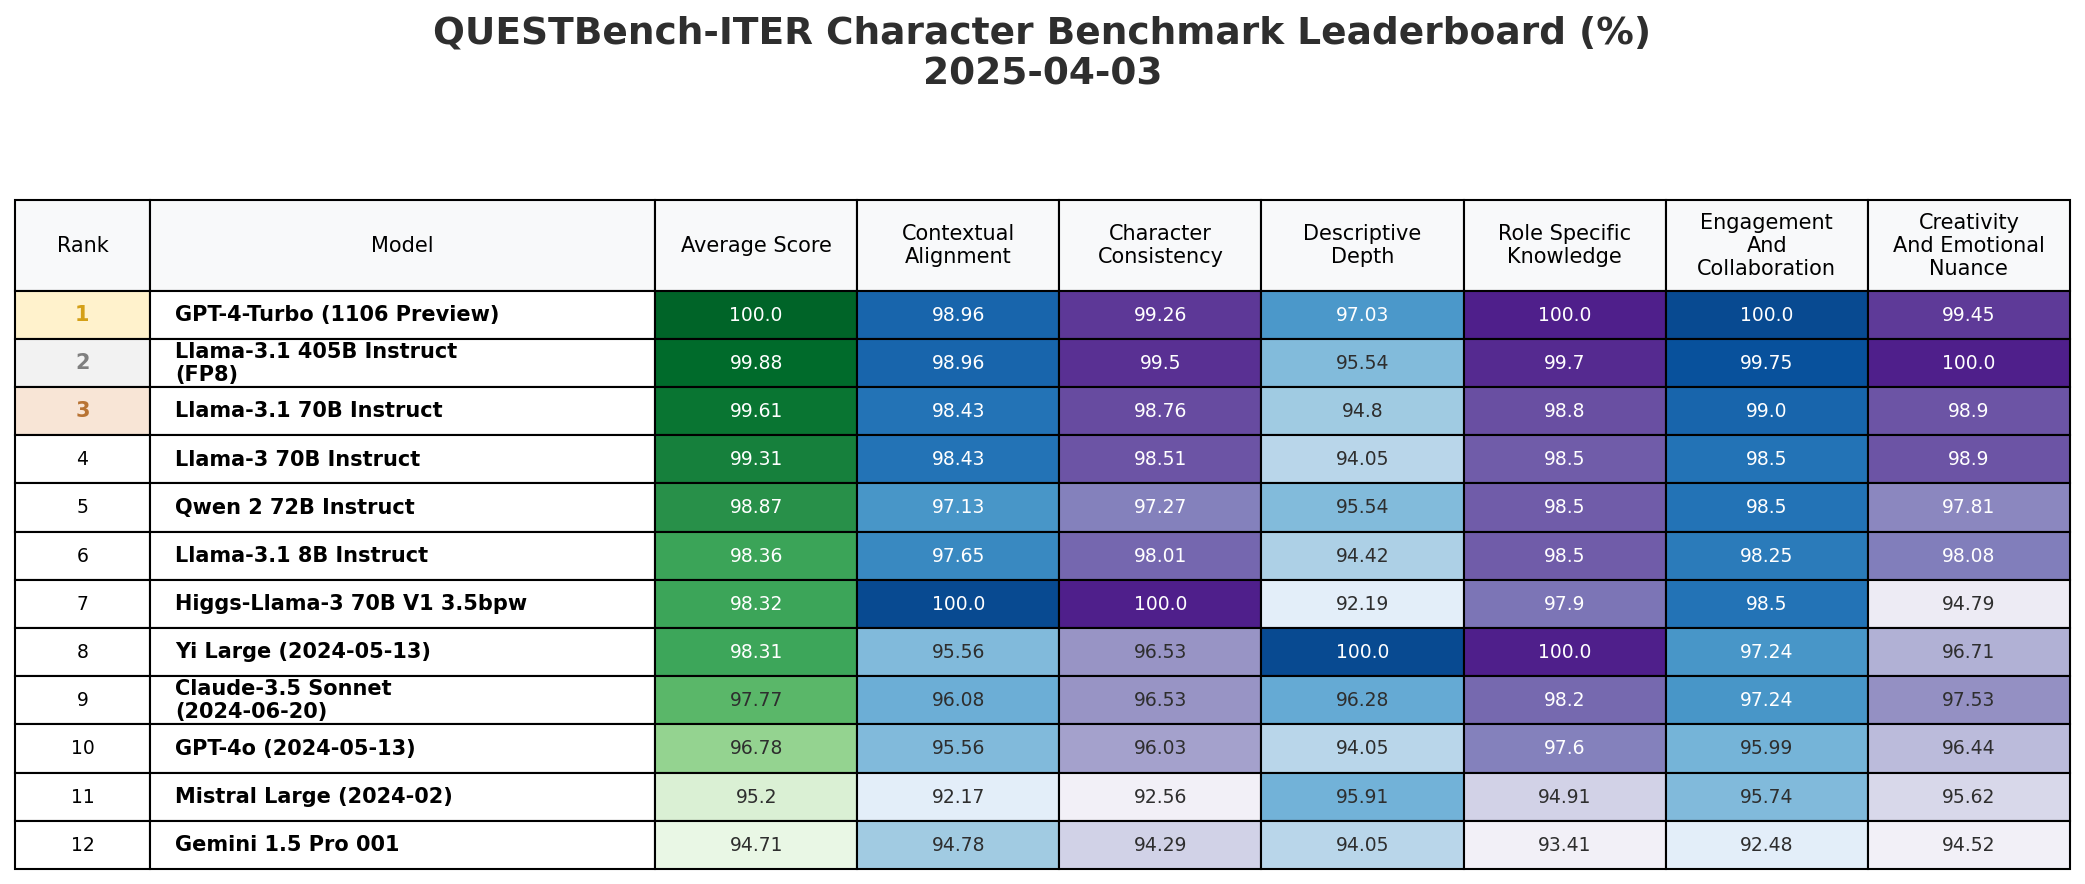 QUESTBench-ITER Character Benchmark Leaderboard (%)
2025-04-03
Rank Model Average Score Contextual Alignment Character Consistency Descriptive Depth Role Specific Knowledge Engagement And Collaboration Creativity And Emotional Nuance
1 GPT-4-Turbo (1106 Preview) 100.0 98.96 99.26 97.03 100.0 100.0 99.45
2 Llama-3.1 405B Instruct (FP8) 99.88 98.96 99.5 95.54 99.7 99.75 100.0
3 Llama-3.1 70B Instruct 99.61 98.43 98.76 94.8 98.8 99.0 98.9
4 Llama-3 70B Instruct 99.31 98.43 98.51 94.05 98.5 98.5 98.9
5 Qwen 2 72B Instruct 98.87 97.13 97.27 95.54 98.5 98.5 97.81
6 Llama-3.1 8B Instruct 98.36 97.65 98.01 94.42 98.5 98.25 98.08
7 Higgs-Llama-3 70B V1 3.5bpw 98.32 100.0 100.0 92.19 97.9 98.5 94.79
8 Yi Large (2024-05-13) 98.31 95.56 96.53 100.0 100.0 97.24 96.71
9 Claude-3.5 Sonnet (2024-06-20) 97.77 96.08 96.53 96.28 98.2 97.24 97.53
10 GPT-4o (2024-05-13) 96.78 95.56 96.03 94.05 97.6 95.99 96.44
11 Mistral Large (2024-02) 95.2 92.17 92.56 95.91 94.91 95.74 95.62
12 Gemini 1.5 Pro 001 94.71 94.78 94.29 94.05 93.41 92.48 94.52